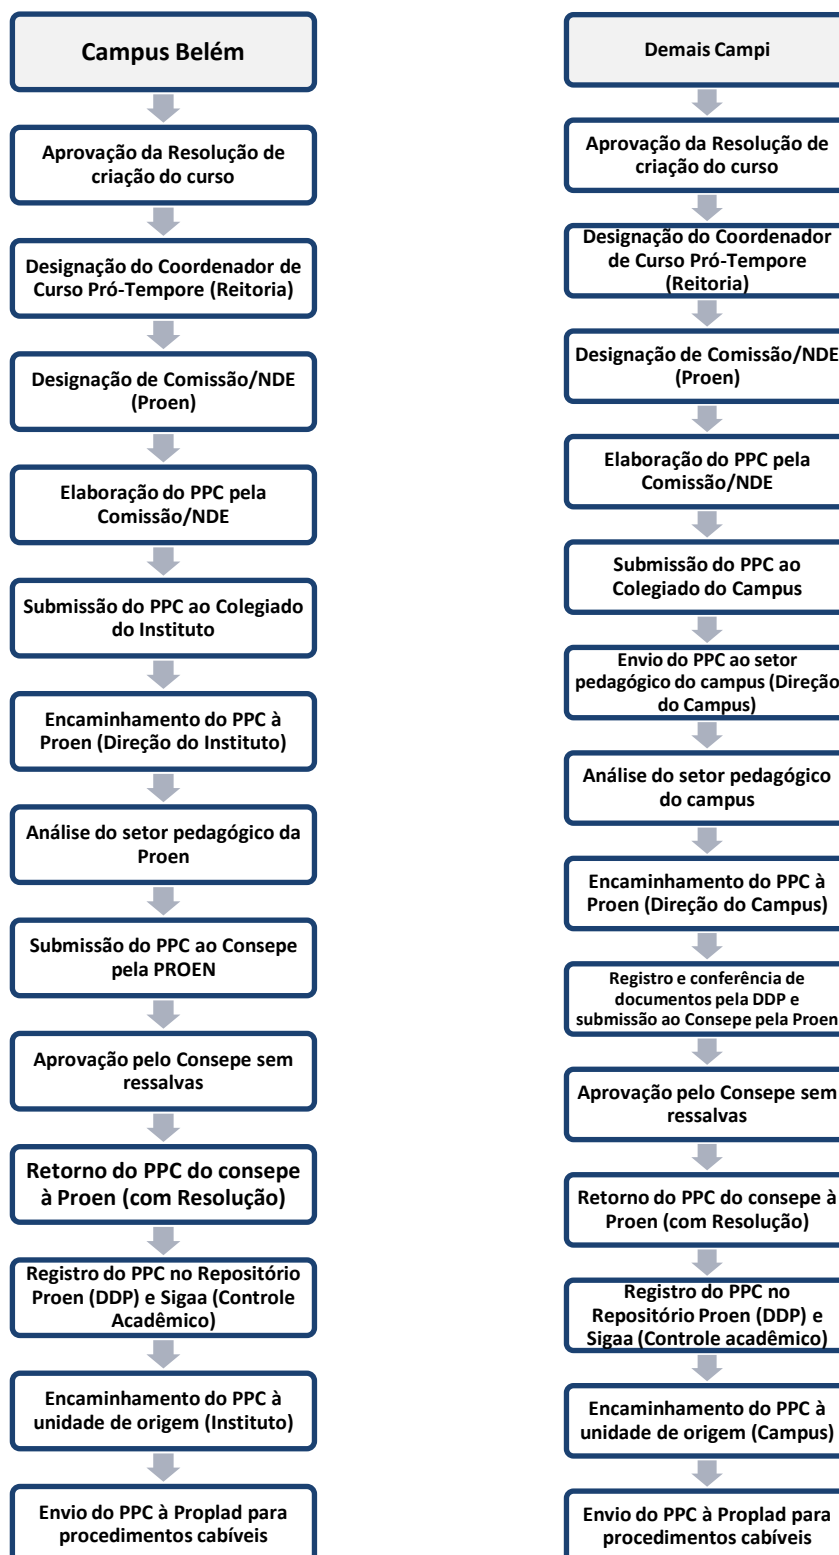 Campus Belém
Aprovação da Resolução de
criação do curso
Designação do Coordenador de
Curso Pró-Tempore (Reitoria)
Designação de Comissão/NDE
(Proen)
Elaboração do PPC pela
Comissão/NDE
Submissão do PPC ao Colegiado
do Instituto
Encaminhamento do PPC à
Proen (Direção do Instituto)
Análise do setor pedagógico da
Proen
Submissão do PPC ao Consepe
pela PROEN
Aprovação pelo Consepe sem
ressalvas
Retorno do PPC do consepe
à Proen (com Resolução)
Registro do PPC no Repositório
Proen (DDP) e Sigaa (Controle
Acadêmico)
Encaminhamento do PPC à
unidade de origem (Instituto)
Envio do PPC à Proplad para
procedimentos cabíveis
Demais Campi
Aprovação da Resolução de
criação do curso
Designação do Coordenador
de Curso Pró-Tempore
(Reitoria)
Designação de Comissão/NDE
(Proen)
Elaboração do PPC pela
Comissão/NDE
Submissão do PPC ao
Colegiado do Campus
Envio do PPC ao setor
pedagógico do campus (Direção
do Campus)
Análise do setor pedagógico
do campus
Encaminhamento do PPC à
Proen (Direção do Campus)
Registro e conferência de
documentos pela DDP e
submissão ao Consepe pela Proen
Aprovação pelo Consepe sem
ressalvas
Retorno do PPC do consepe à
Proen (com Resolução)
Registro do PPC no
Repositório Proen (DDP) e
Sigaa (Controle acadêmico)
Encaminhamento do PPC à
unidade de origem (Campus)
Envio do PPC à Proplad para
procedimentos cabíveis